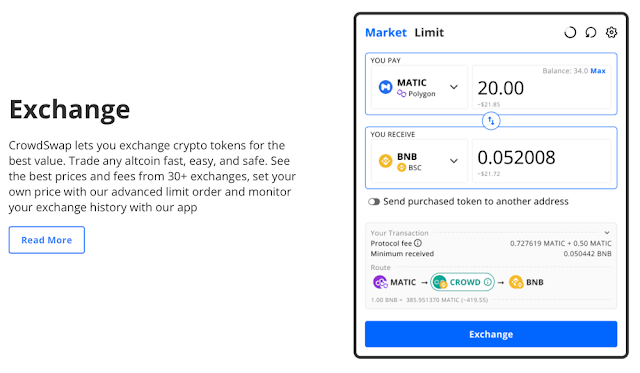 Exchange
CrowdSwap lets you exchange crypto tokens for the
best value. Trade any altcoin fast, easy, and safe. See
the best prices and fees from 30+ exchanges, set your
own price with our advanced limit order and monitor
your exchange history with our app
Read More
Market Limit
YOU PAY
Balance: 34.0 Max
MATIC
Polygon
20.00
~$21.85
YOU RECEIVE
BNB
BSC
0.052008
~$21.72
Send purchased token to another address
Your Transaction
Protocol fee 0.727619 MATIC + 0.50 MATIC
Minimum received 0.050442 BNB
Route
MATIC → CROWD → BNB
1.00 BNB = 385.951370 MATIC (~419.55)
Exchange